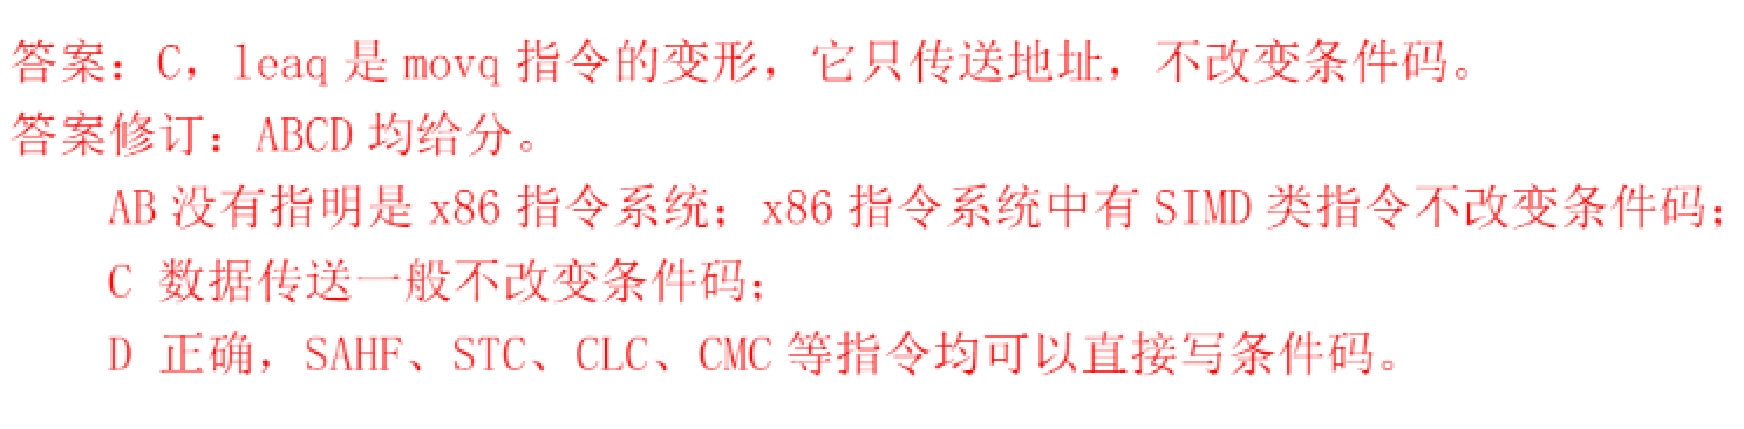 答案：C，leaq 是 movq 指令的变形，它只传送地址，不改变条件码。
答案修订：ABCD 均给分。
AB 没有指明是 x86 指令系统；x86 指令系统中有 SIMD 类指令不改变条件码；
C 数据传送一般不改变条件码；
D 正确，SAHF、STC、CLC、CMC 等指令均可以直接写条件码。